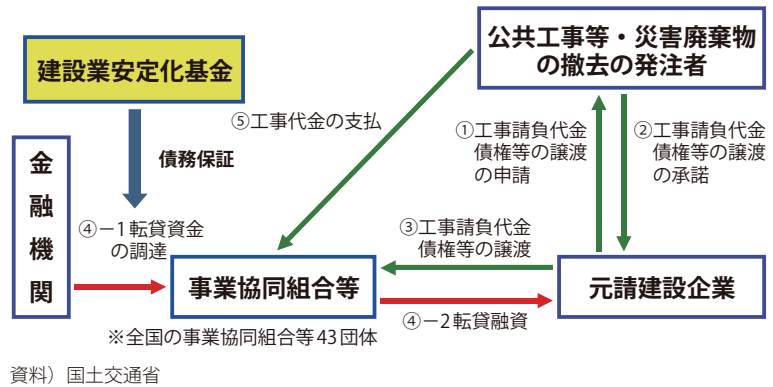 公共工事等・災害廃棄物
の撤去の発注者
建設業安定化基金
⑤工事代金の支払
①工事請負代金
債権等の譲渡
の申請
②工事請負代金
債権等の譲渡
の承諾
債務保証
金融機関
④−1転貸資金
の調達
③工事請負代金
債権等の譲渡
事業協同組合等
元請建設企業
④−2転貸融資
※全国の事業協同組合等43団体
資料）国土交通省